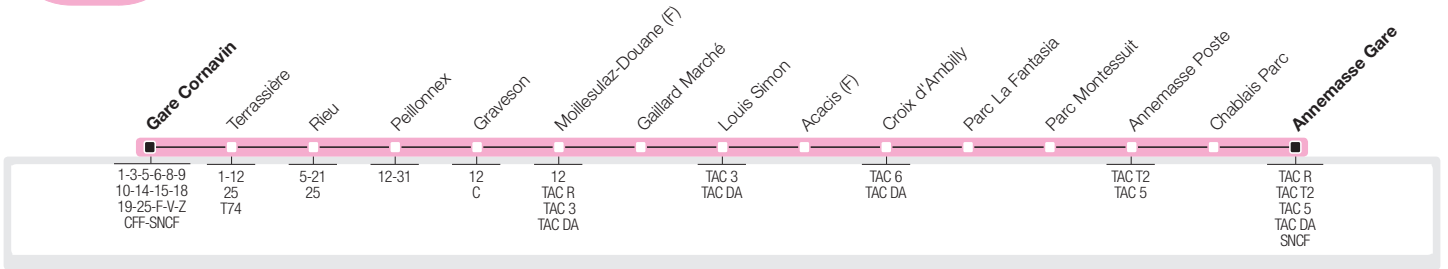 Gare Cornavin
Terrassière
Rieu
Peillonnex
Graveson
Moillesulaz-Douane (F)
Gaillard Marché
Louis Simon
Acacis (F)
Croix d'Ambilly
Parc La Fantasia
Parc Montessuit
Annemasse Poste
Chablais Parc
Annemasse Gare
1-3-5-6-8-9
10-14-15-18
19-25-F-V-Z
CFF-SNCF
1-12
25
T74
5-21
25
12-31
12
C
12
TAC R
TAC 3
TAC DA
TAC 3
TAC DA
TAC 6
TAC DA
TAC T2
TAC 5
TAC R
TAC T2
TAC 5
TAC DA
SNCF